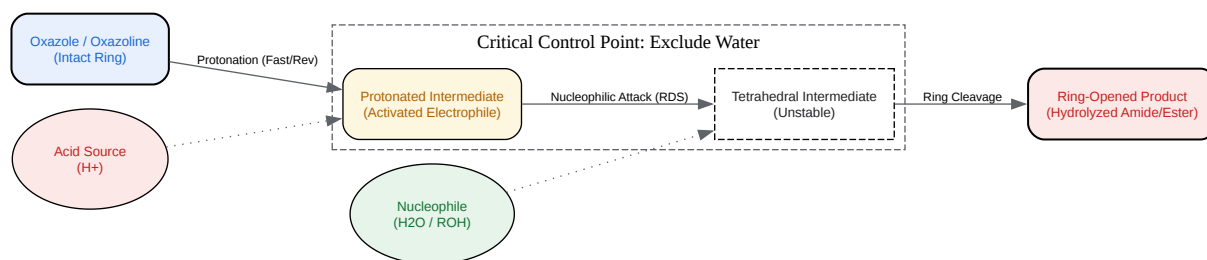 Oxazole / Oxazoline
(Intact Ring)
Protonation (Fast/Rev)
Acid Source
(H+)
Critical Control Point: Exclude Water
Protonated Intermediate
(Activated Electrophile)
Nucleophilic Attack (RDS)
Tetrahedral Intermediate
(Unstable)
Ring Cleavage
Ring-Opened Product
(Hydrolyzed Amide/Ester)
Nucleophile
(H2O / ROH)